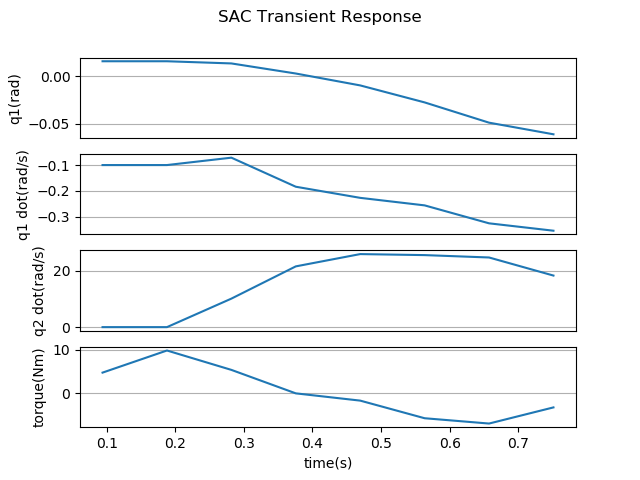 SAC Transient Response
q1(rad)
0.00
−0.05
q1 dot(rad/s)
−0.1
−0.2
−0.3
q2 dot(rad/s)
20
0
torque(Nm)
10
0
0.1 0.2 0.3 0.4 0.5 0.6 0.7
time(s)